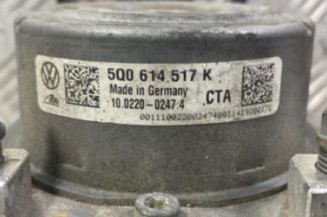 5Q0 614 517 K
Made in Germany
10.0220-0247.4 CTA